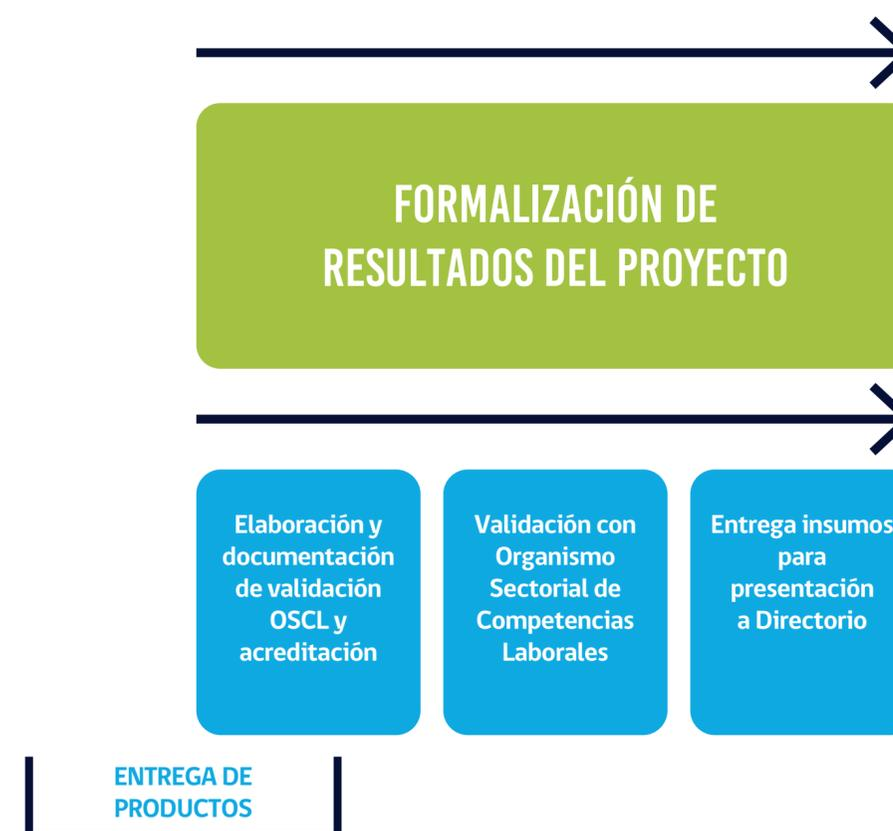 FORMALIZACIÓN DE
RESULTADOS DEL PROYECTO
Elaboración y
documentación
de validación
OSCL y
acreditación
Validación con
Organismo
Sectorial de
Competencias
Laborales
Entrega insumos
para
presentación
a Directorio
ENTREGA DE
PRODUCTOS